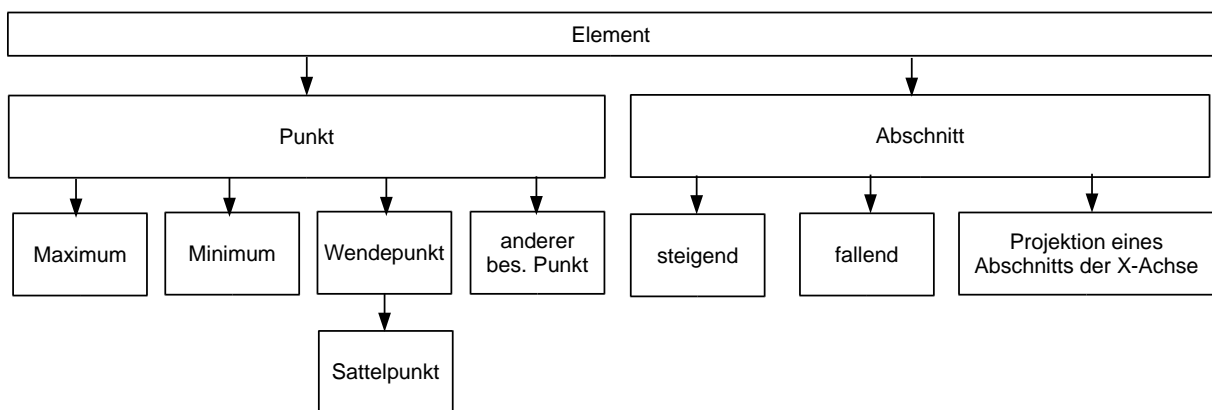 Element
Punkt
Abschnitt
Maximum
Minimum
Wendepunkt
anderer
bes. Punkt
steigend
fallend
Projektion eines
Abschnitts der X-Achse
Sattelpunkt